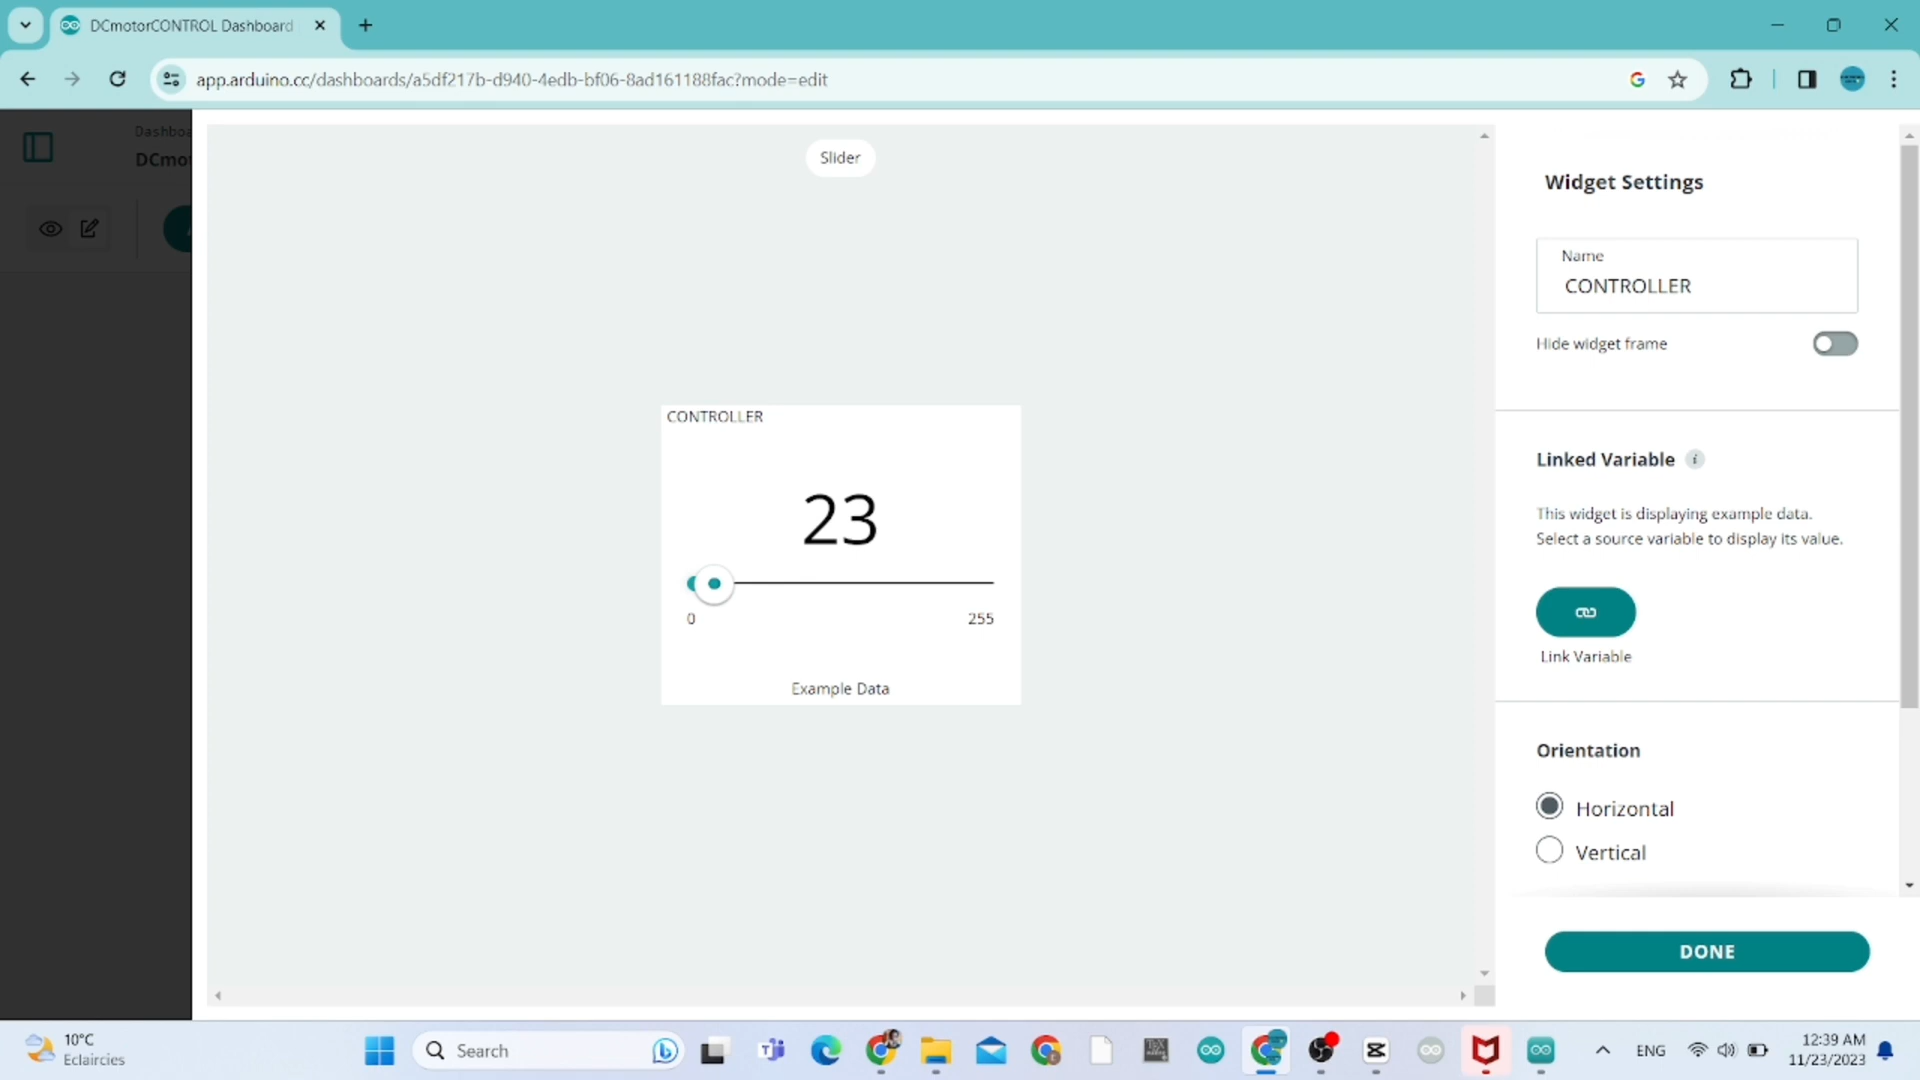 DCmotorCONTROL Dashboard
app.arduino.cc/dashboards/a5df217b-d940-4edb-bf06-8ad161188fac?mode=edit
Dashboa
DCmo
Slider
CONTROLLER
23
0
255
Example Data
Widget Settings
Name
CONTROLLER
Hide widget frame
Linked Variable
This widget is displaying example data.
Select a source variable to display its value.
Link Variable
Orientation
Horizontal
Vertical
DONE
10°C
Eclaircies
Search
ENG
12:39 AM
11/23/2023